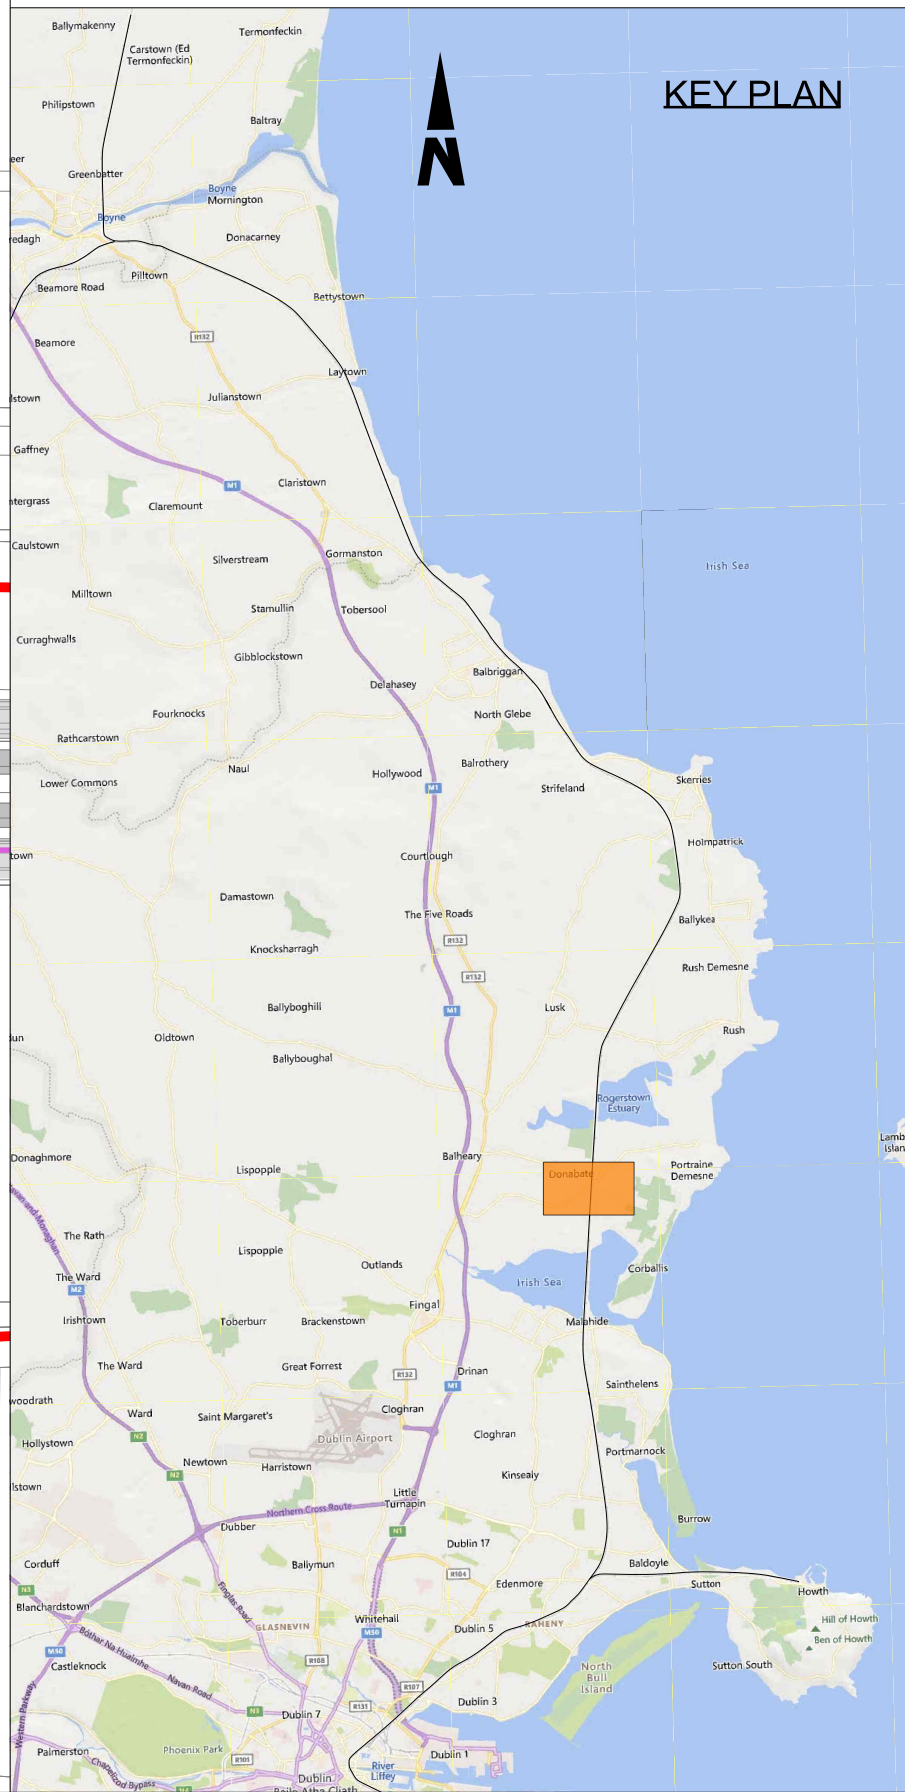 Ballymakenny
Termonfeckin
Carstown (Ed
Termonfeckin)
KEY PLAN
Philipstown
Baltray
N
Greenbatter
Boyne
Mornington
Boyne
Donacarney
Pilltown
Beamore Road
Bettystown
R132
Beamore
Laytown
Julianstown
Gaffney
M1
Claristown
Claremount
Caulstown
Silverstream
Gormanston
Irish Sea
Milltown
Stamullin
Tobersool
Curraghwalls
Gibblockstown
Balbriggan
Delahasey
Fourknocks
North Glebe
Rathcarstown
Naul
Balrothery
Hollywood
Lower Commons
M1
Strifeland
Skerries
Holmpatrick
Courtlough
Damastown
The Five Roads
Ballykea
R132
Knocksharragh
R132
Rush Demesne
Ballyboghill
M1
Lusk
Oldtown
Rush
Ballyboughal
Rogerstown
Estuary
Donaghmore
Balheary
Lispopple
Donabate
Portraine
Demesne
The Rath
Lispopple
Outlands
Corballis
The Ward
M2
Irish Sea
Fingal
Irishtown
Toberburr
Brackenstown
Malahide
The Ward
Great Forrest
R132
Drinan
M1
Sainthelens
Ward
Saint Margaret's
Cloghran
N2
Dublin Airport
Cloghran
Hollystown
Portmarnock
Newtown
N2
Harristown
Kinsealy
Little
Turnapin
Northern Cross Route
Burrow
Dubber
N1
Dublin 17
Corduff
Ballymun
R104
Baldoyle
N3
Edenmore
Sutton
Howth
Blanchardstown
Finglas Road
Whitehall
Hill of Howth
GLASNEVIN
M50
Dublin 5
RAHENY
Ben of Howth
M50
Bóthar Na Huaimhe
Castleknock
R108
North
Bull
Island
Sutton South
Navan Road
R107
Western Parkway
N3
Dublin 7
R131
Dublin 3
Palmerston
Phoenix Park
R101
Dublin 1
Chapelizod Bypass
River
Liffey
Dublin